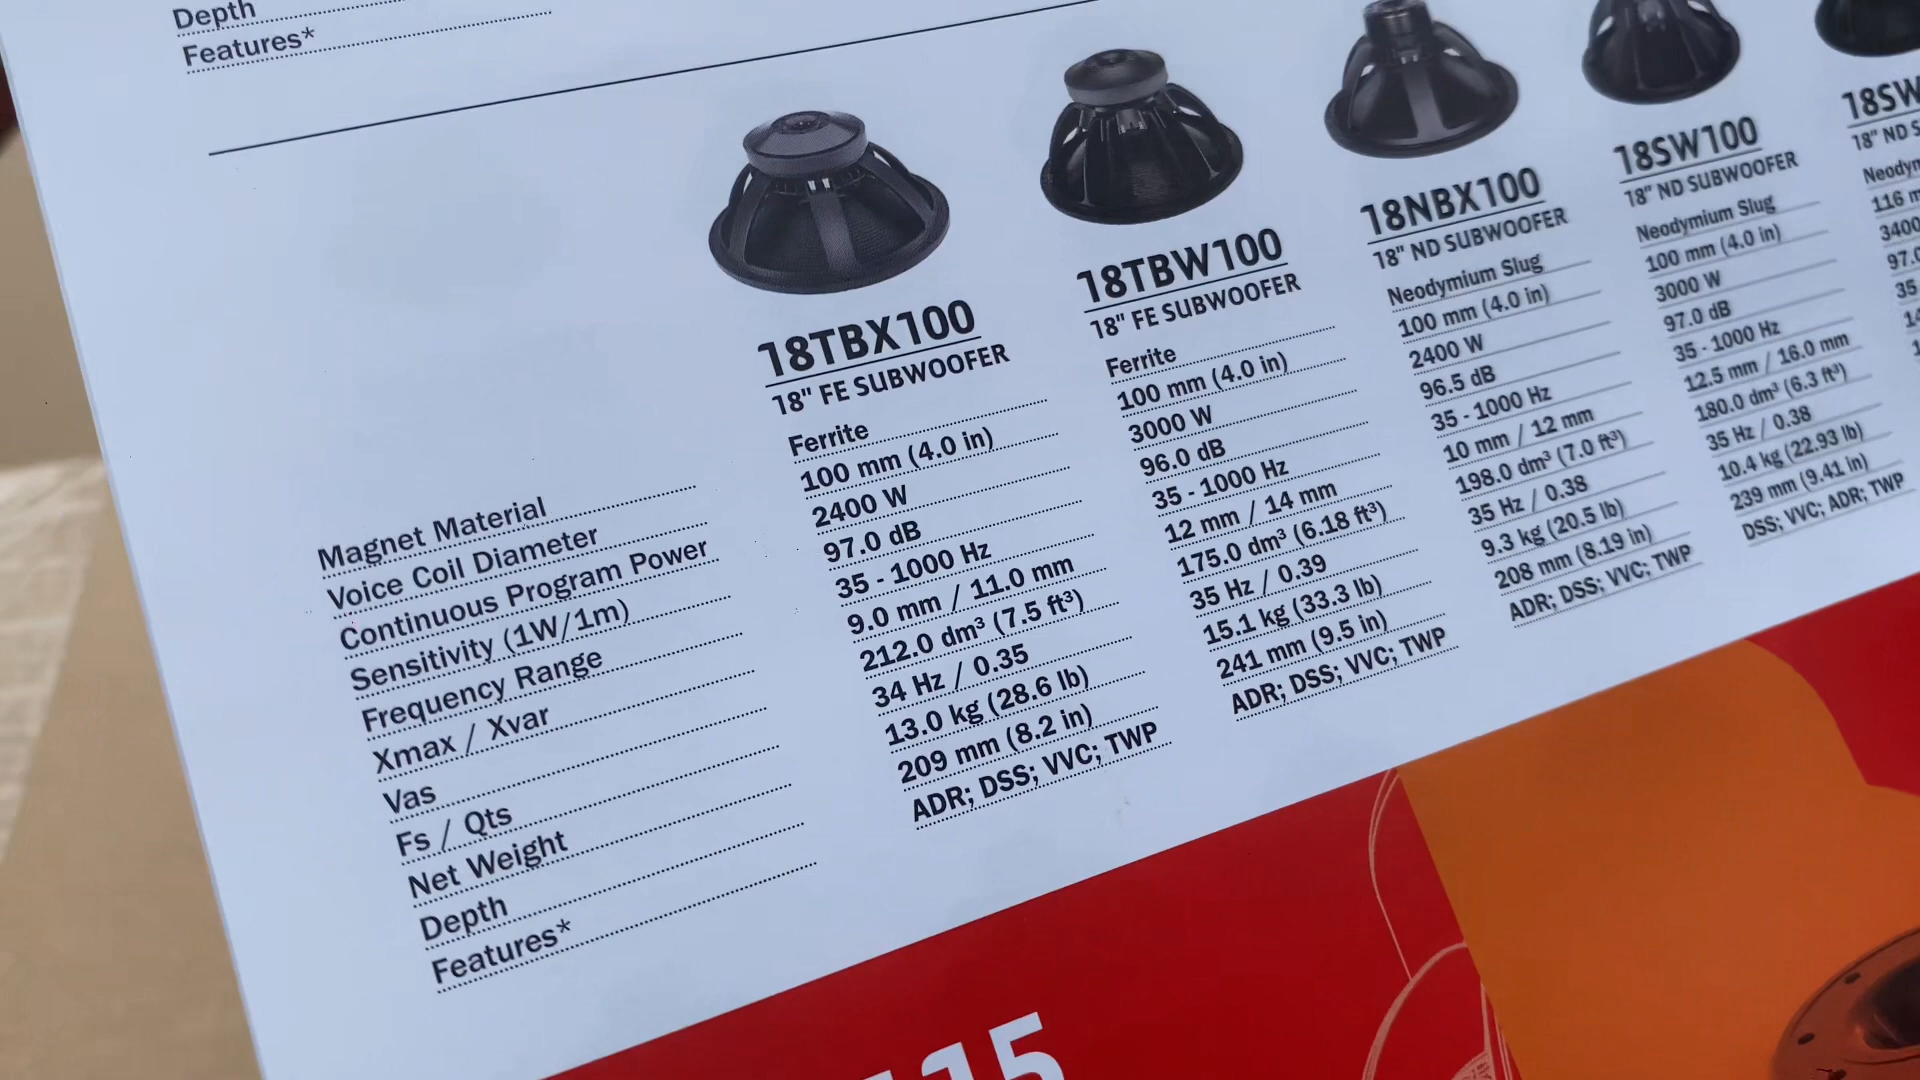 Depth
Features*
18TBX100
18" FE SUBWOOFER
Ferrite
100 mm (4.0 in)
2400 W
97.0 dB
35 - 1000 Hz
9.0 mm / 11.0 mm
212.0 dm³ (7.5 ft³)
34 Hz / 0.35
13.0 kg (28.6 lb)
209 mm (8.2 in)
ADR; DSS; VVC; TWP
18TBW100
18" FE SUBWOOFER
Ferrite
100 mm (4.0 in)
3000 W
96.0 dB
35 - 1000 Hz
12 mm / 14 mm
175.0 dm³ (6.18 ft³)
35 Hz / 0.39
15.1 kg (33.3 lb)
241 mm (9.5 in)
ADR; DSS; VVC; TWP
18NBX100
18" ND SUBWOOFER
Neodymium Slug
100 mm (4.0 in)
2400 W
96.5 dB
35 - 1000 Hz
10 mm / 12 mm
198.0 dm³ (7.0 ft³)
35 Hz / 0.38
9.3 kg (20.5 lb)
208 mm (8.19 in)
ADR; DSS; VVC; TWP
18SW100
18" ND SUBWOOFER
Neodymium Slug
100 mm (4.0 in)
3000 W
97.0 dB
35 - 1000 Hz
12.5 mm / 16.0 mm
180.0 dm³ (6.3 ft³)
35 Hz / 0.38
10.4 kg (22.93 lb)
239 mm (9.41 in)
DSS; VVC; ADR; TWP
18SW
18" ND S
116 m
3400
97.0
35
Magnet Material
Voice Coil Diameter
Continuous Program Power
Sensitivity (1W/1m)
Frequency Range
Xmax / Xvar
Vas
Fs / Qts
Net Weight
Depth
Features*
15